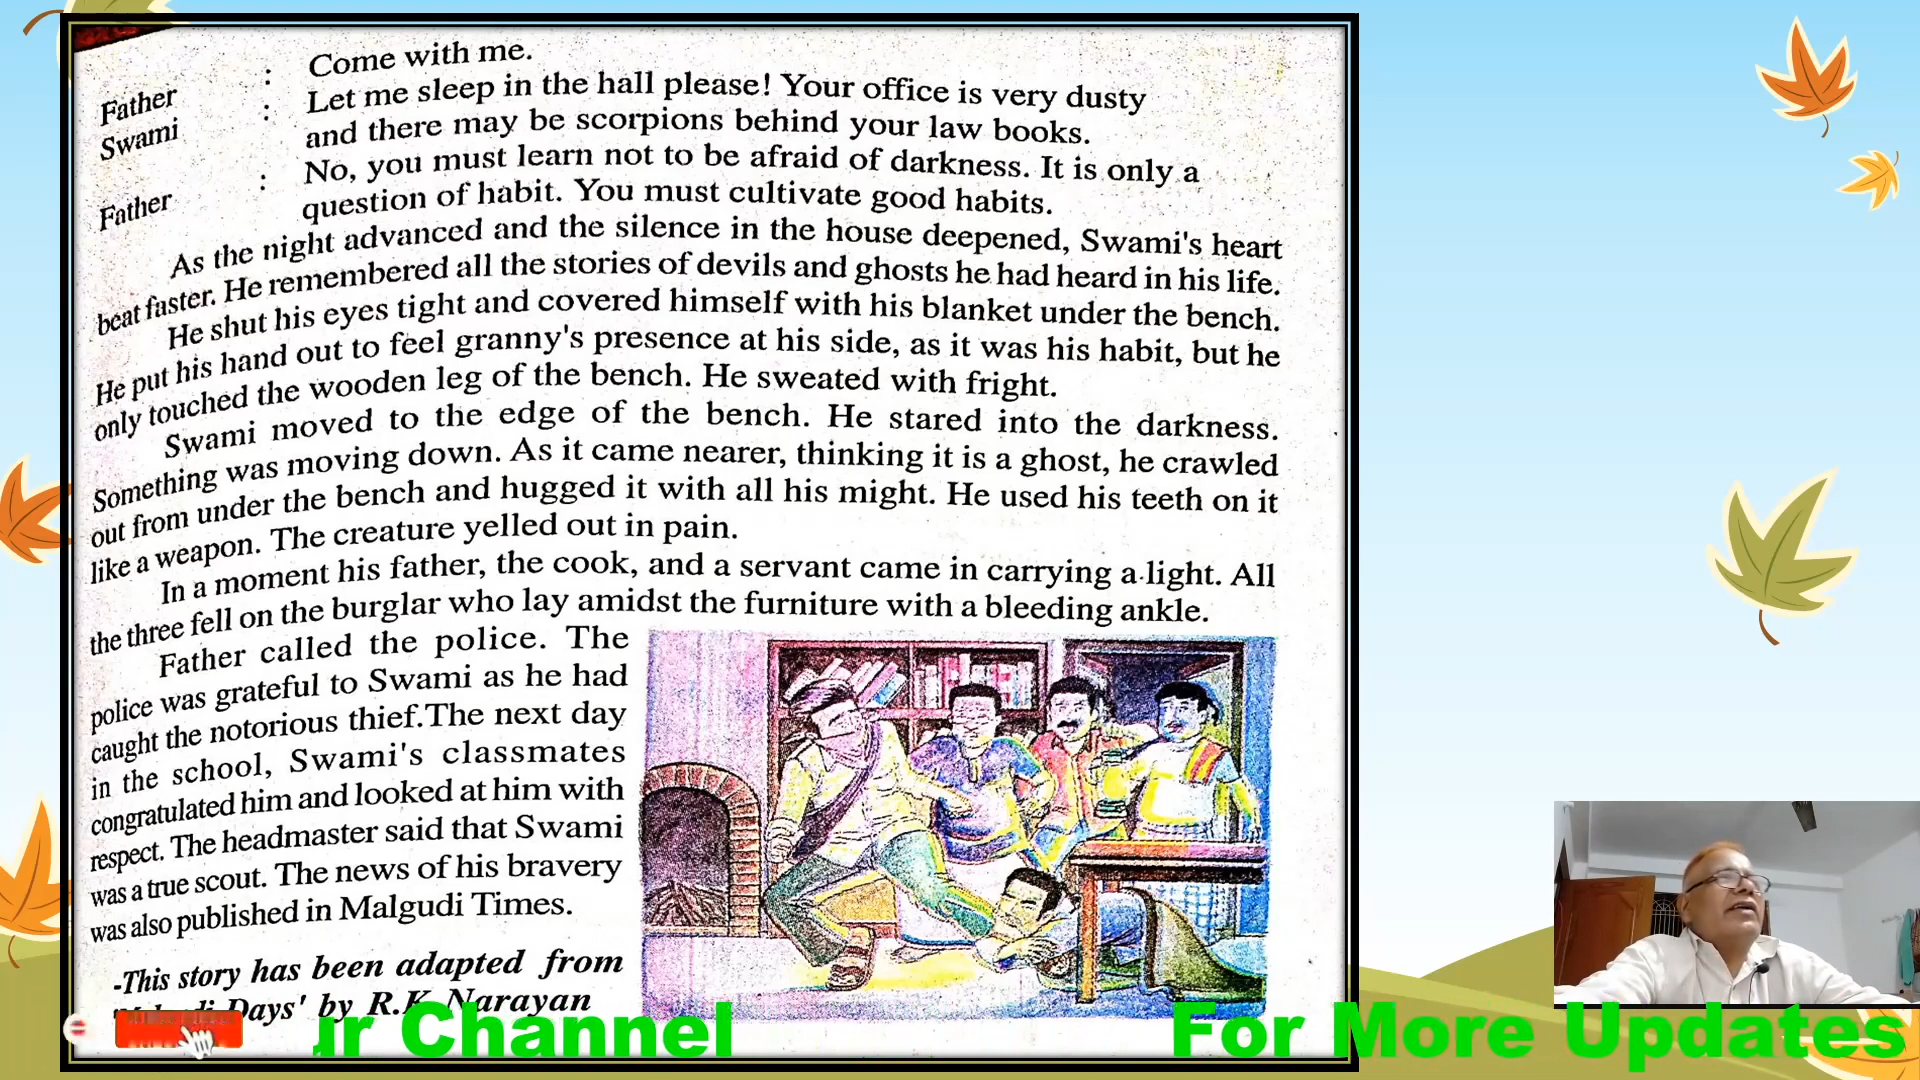 Father : Come with me.
Swami : Let me sleep in the hall please! Your office is very dusty
and there may be scorpions behind your law books.
Father : No, you must learn not to be afraid of darkness. It is only a
question of habit. You must cultivate good habits.
As the night advanced and the silence in the house deepened, Swami's heart
beat faster. He remembered all the stories of devils and ghosts he had heard in his life.
He shut his eyes tight and covered himself with his blanket under the bench.
He put his hand out to feel granny's presence at his side, as it was his habit, but he
only touched the wooden leg of the bench. He sweated with fright.
Swami moved to the edge of the bench. He stared into the darkness.
Something was moving down. As it came nearer, thinking it is a ghost, he crawled
out from under the bench and hugged it with all his might. He used his teeth on it
like a weapon. The creature yelled out in pain.
In a moment his father, the cook, and a servant came in carrying a light. All
the three fell on the burglar who lay amidst the furniture with a bleeding ankle.
Father called the police. The
police was grateful to Swami as he had
caught the notorious thief.The next day
in the school, Swami's classmates
congratulated him and looked at him with
respect. The headmaster said that Swami
was a true scout. The news of his bravery
was also published in Malgudi Times.
-This story has been adapted from
Days' by R.K. Narayan
Channel
For More Updates